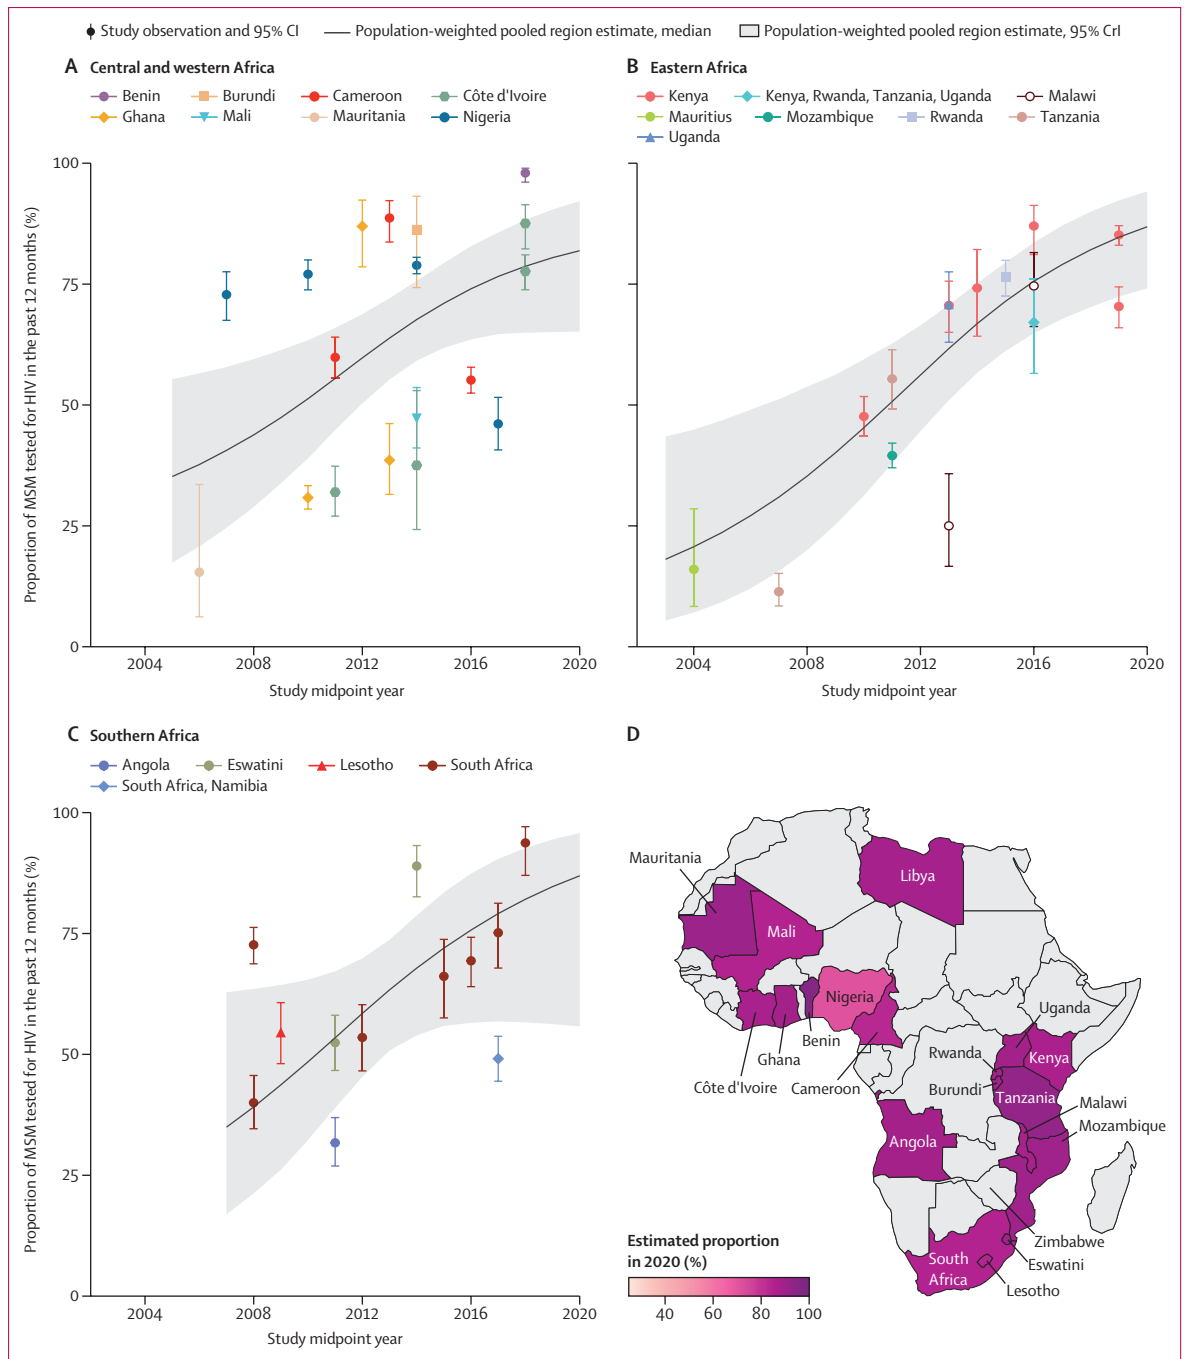 Study observation and 95% CI
Population-weighted pooled region estimate, median
Population-weighted pooled region estimate, 95% CrI
A Central and western Africa
Benin
Burundi
Cameroon
Côte d'Ivoire
Ghana
Mali
Mauritania
Nigeria
Proportion of MSM tested for HIV in the past 12 months (%)
100
75
50
25
0
2004
2008
2012
2016
2020
Study midpoint year
B Eastern Africa
Kenya
Kenya, Rwanda, Tanzania, Uganda
Malawi
Mauritius
Mozambique
Rwanda
Tanzania
Uganda
2004
2008
2012
2016
2020
Study midpoint year
C Southern Africa
Angola
Eswatini
Lesotho
South Africa
South Africa, Namibia
Proportion of MSM tested for HIV in the past 12 months (%)
100
75
50
25
0
2004
2008
2012
2016
2020
Study midpoint year
D
Mauritania
Libya
Mali
Nigeria
Uganda
Benin
Ghana
Rwanda
Kenya
Côte d'Ivoire
Cameroon
Burundi
Tanzania
Malawi
Mozambique
Angola
Zimbabwe
Eswatini
South
Africa
Lesotho
Estimated proportion
in 2020 (%)
40
60
80
100